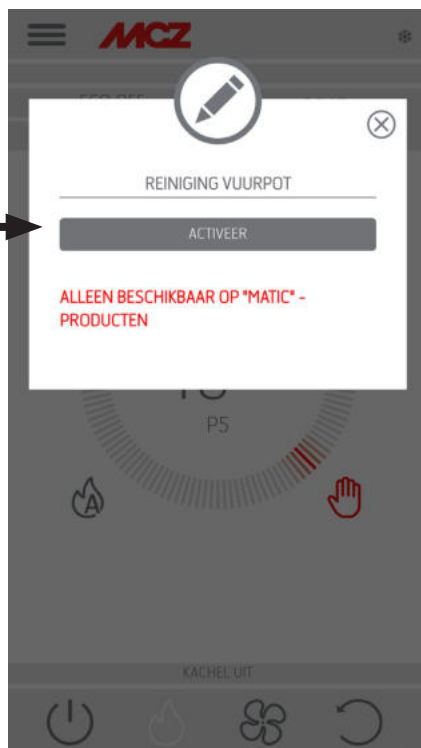 MCZ
REINIGING VUURPOT
ACTIVEER
ALLEEN BESCHIKBAAR OP "MATIC" -
PRODUCTEN
P5
KACHEL UIT